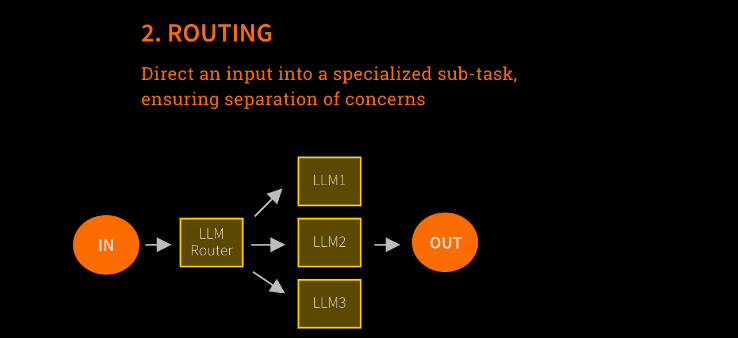 2. ROUTING
Direct an input into a specialized sub-task,
ensuring separation of concerns
LLM1
IN
LLM
Router
LLM2
OUT
LLM3